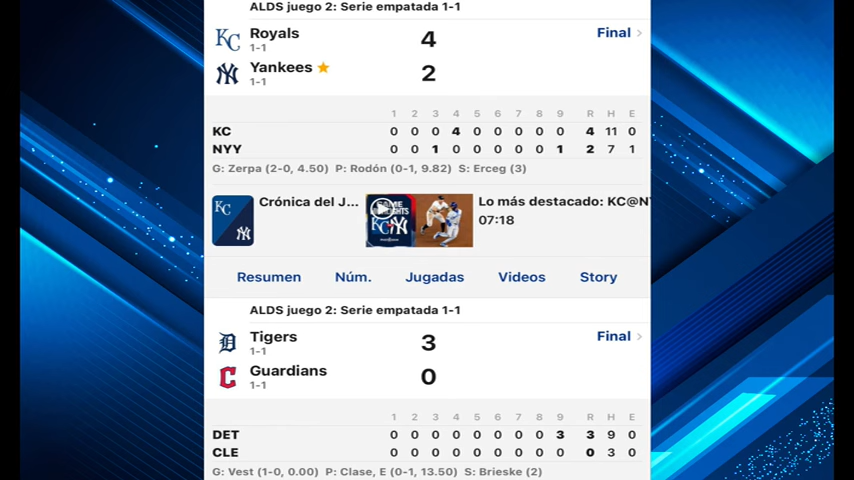 ALDS juego 2: Serie empatada 1-1
Royals 4 Final
1-1
Yankees 2
1-1
1 2 3 4 5 6 7 8 9 R H E
KC 0 0 0 4 0 0 0 0 0 4 11 0
NYY 0 0 1 0 0 0 0 0 1 2 7 1
G: Zerpa (2-0, 4.50) P: Rodón (0-1, 9.82) S: Erceg (3)
Crónica del J... GAME HIGHLIGHTS Lo más destacado: KC@N
07:18
Resumen Núm. Jugadas Videos Story
ALDS juego 2: Serie empatada 1-1
Tigers 3 Final
1-1
Guardians 0
1-1
1 2 3 4 5 6 7 8 9 R H E
DET 0 0 0 0 0 0 0 0 3 3 9 0
CLE 0 0 0 0 0 0 0 0 0 0 3 0
G: Vest (1-0, 0.00) P: Clase, E (0-1, 13.50) S: Brieske (2)